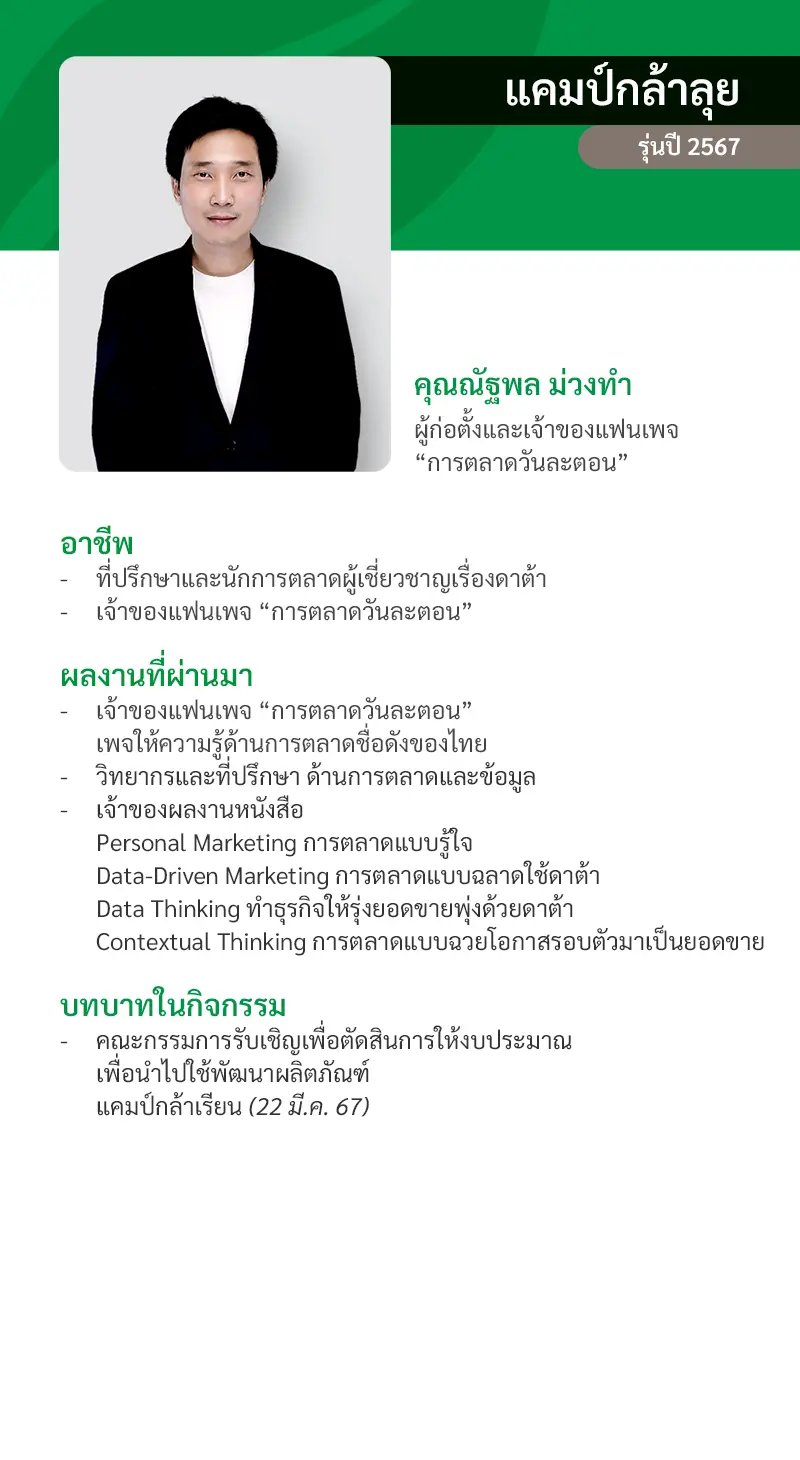 แคมป์กล้าลุย
รุ่นปี 2567
คุณณัฐพล ม่วงทำ
ผู้ก่อตั้งและเจ้าของแฟนเพจ
“การตลาดวันละตอน”
อาชีพ
- ที่ปรึกษาและนักการตลาดผู้เชี่ยวชาญเรื่องดาต้า
- เจ้าของแฟนเพจ “การตลาดวันละตอน”
ผลงานที่ผ่านมา
- เจ้าของแฟนเพจ “การตลาดวันละตอน”
เพจให้ความรู้ด้านการตลาดชื่อดังของไทย
- วิทยากรและที่ปรึกษา ด้านการตลาดและข้อมูล
- เจ้าของผลงานหนังสือ
Personal Marketing การตลาดแบบรู้ใจ
Data-Driven Marketing การตลาดแบบฉลาดใช้ดาต้า
Data Thinking ทำธุรกิจให้รุ่งยอดขายพุ่งด้วยดาต้า
Contextual Thinking การตลาดแบบฉวยโอกาสรอบตัวมาเป็นยอดขาย
บทบาทในกิจกรรม
- คณะกรรมการรับเชิญเพื่อตัดสินการให้งบประมาณ
เพื่อนำไปใช้พัฒนาผลิตภัณฑ์
แคมป์กล้าเรียน (22 มี.ค. 67)